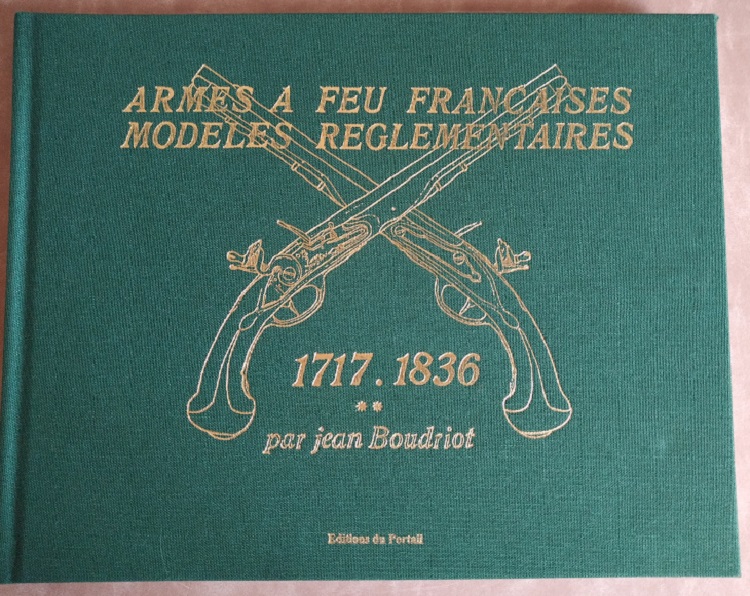 ARMES A FEU FRANCAISES
MODELES REGLEMENTAIRES
1717.1836
**
par jean Boudriot
Editions du Portail